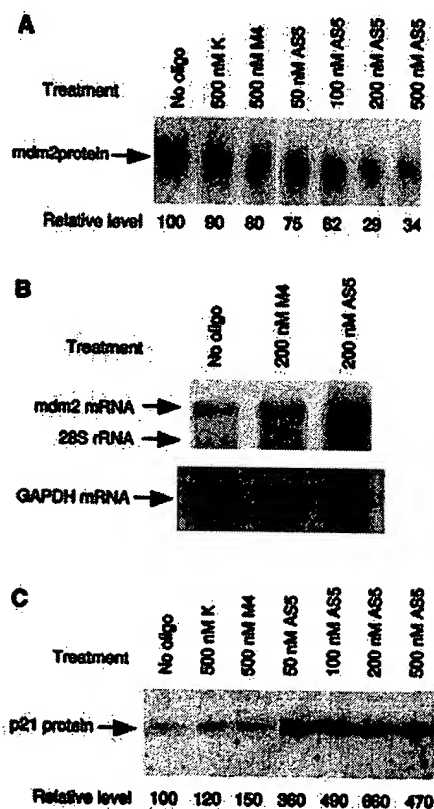 A
Treatment
No oligo
500 nM K
500 nM M4
50 nM AS5
100 nM AS5
200 nM AS5
500 nM AS5
mdm2protein
Relative level 100 80 80 75 62 29 34
B
Treatment
No oligo
200 nM M4
200 nM AS5
mdm2 mRNA
28S rRNA
GAPDH mRNA
C
Treatment
No oligo
500 nM K
500 nM M4
50 nM AS5
100 nM AS5
200 nM AS5
500 nM AS5
p21 protein
Relative level 100 120 150 360 490 680 470